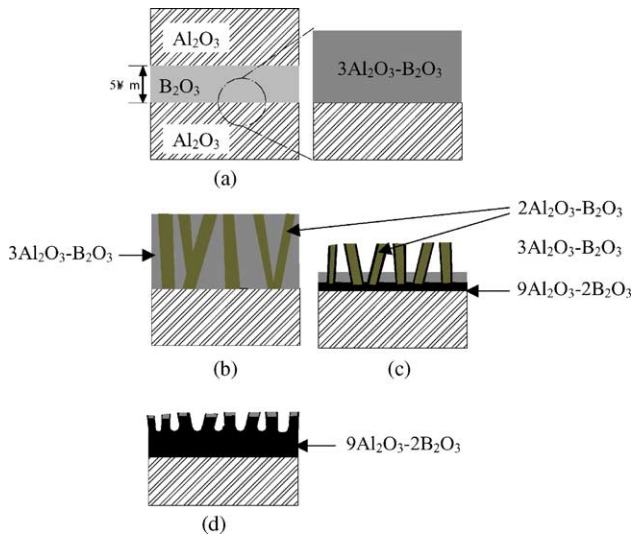 Al₂O₃
5¥ m
B₂O₃
Al₂O₃
3Al₂O₃-B₂O₃
(a)
3Al₂O₃-B₂O₃
2Al₂O₃-B₂O₃
3Al₂O₃-B₂O₃
9Al₂O₃-2B₂O₃
(b)
(c)
9Al₂O₃-2B₂O₃
(d)